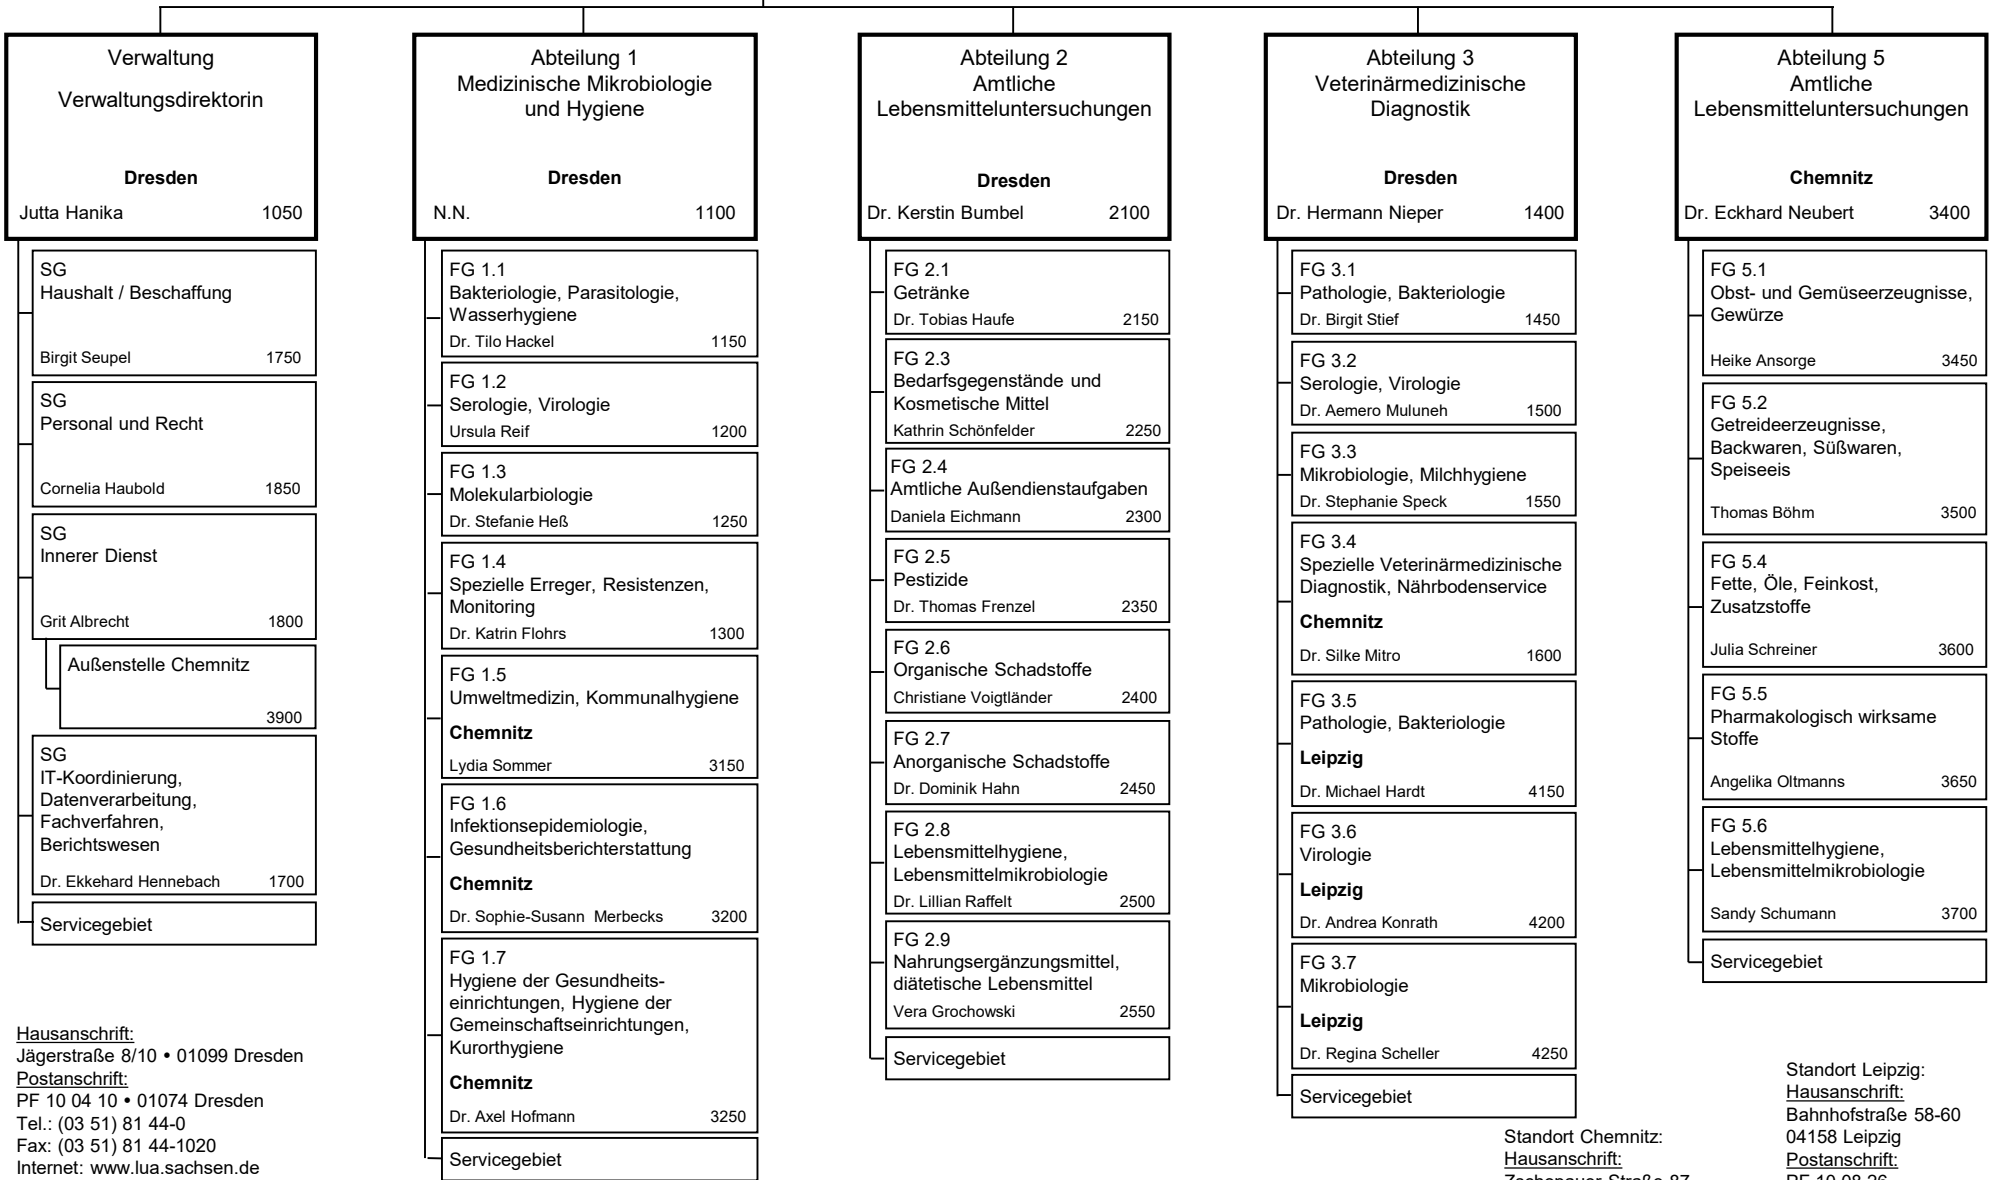 Verwaltung
Verwaltungsdirektorin
Dresden
Jutta Hanika 1050
SG
Haushalt / Beschaffung
Birgit Seupel 1750
SG
Personal und Recht
Cornelia Haubold 1850
SG
Innerer Dienst
Grit Albrecht 1800
Außenstelle Chemnitz
3900
SG
IT-Koordinierung,
Datenverarbeitung,
Fachverfahren,
Berichtswesen
Dr. Ekkehard Hennebach 1700
Servicegebiet
Hausanschrift:
Jägerstraße 8/10 • 01099 Dresden
Postanschrift:
PF 10 04 10 • 01074 Dresden
Tel.: (03 51) 81 44-0
Fax: (03 51) 81 44-1020
Internet: www.lua.sachsen.de
Abteilung 1
Medizinische Mikrobiologie
und Hygiene
Dresden
N.N. 1100
FG 1.1
Bakteriologie, Parasitologie,
Wasserhygiene
Dr. Tilo Hackel 1150
FG 1.2
Serologie, Virologie
Ursula Reif 1200
FG 1.3
Molekularbiologie
Dr. Stefanie Heß 1250
FG 1.4
Spezielle Erreger, Resistenzen,
Monitoring
Dr. Katrin Flohrs 1300
FG 1.5
Umweltmedizin, Kommunalhygiene
Chemnitz
Lydia Sommer 3150
FG 1.6
Infektionsepidemiologie,
Gesundheitsberichterstattung
Chemnitz
Dr. Sophie-Susann Merbecks 3200
FG 1.7
Hygiene der Gesundheits-
einrichtungen, Hygiene der
Gemeinschaftseinrichtungen,
Kurorthygiene
Chemnitz
Dr. Axel Hofmann 3250
Servicegebiet
Abteilung 2
Amtliche
Lebensmitteluntersuchungen
Dresden
Dr. Kerstin Bumbel 2100
FG 2.1
Getränke
Dr. Tobias Haufe 2150
FG 2.3
Bedarfsgegenstände und
Kosmetische Mittel
Kathrin Schönfelder 2250
FG 2.4
Amtliche Außendienstaufgaben
Daniela Eichmann 2300
FG 2.5
Pestizide
Dr. Thomas Frenzel 2350
FG 2.6
Organische Schadstoffe
Christiane Voigtländer 2400
FG 2.7
Anorganische Schadstoffe
Dr. Dominik Hahn 2450
FG 2.8
Lebensmittelhygiene,
Lebensmittelmikrobiologie
Dr. Lillian Raffelt 2500
FG 2.9
Nahrungsergänzungsmittel,
diätetische Lebensmittel
Vera Grochowski 2550
Servicegebiet
Abteilung 3
Veterinärmedizinische
Diagnostik
Dresden
Dr. Hermann Nieper 1400
FG 3.1
Pathologie, Bakteriologie
Dr. Birgit Stief 1450
FG 3.2
Serologie, Virologie
Dr. Aemero Muluneh 1500
FG 3.3
Mikrobiologie, Milchhygiene
Dr. Stephanie Speck 1550
FG 3.4
Spezielle Veterinärmedizinische
Diagnostik, Nährbodenservice
Chemnitz
Dr. Silke Mitro 1600
FG 3.5
Pathologie, Bakteriologie
Leipzig
Dr. Michael Hardt 4150
FG 3.6
Virologie
Leipzig
Dr. Andrea Konrath 4200
FG 3.7
Mikrobiologie
Leipzig
Dr. Regina Scheller 4250
Servicegebiet
Abteilung 5
Amtliche
Lebensmitteluntersuchungen
Chemnitz
Dr. Eckhard Neubert 3400
FG 5.1
Obst- und Gemüseerzeugnisse,
Gewürze
Heike Ansorge 3450
FG 5.2
Getreideerzeugnisse,
Backwaren, Süßwaren,
Speiseeis
Thomas Böhm 3500
FG 5.4
Fette, Öle, Feinkost,
Zusatzstoffe
Julia Schreiner 3600
FG 5.5
Pharmakologisch wirksame
Stoffe
Angelika Oltmanns 3650
FG 5.6
Lebensmittelhygiene,
Lebensmittelmikrobiologie
Sandy Schumann 3700
Servicegebiet
Standort Chemnitz:
Hausanschrift:
Zschopauer Straße 87
Standort Leipzig:
Hausanschrift:
Bahnhofstraße 58-60
04158 Leipzig
Postanschrift:
PF 10 08 26